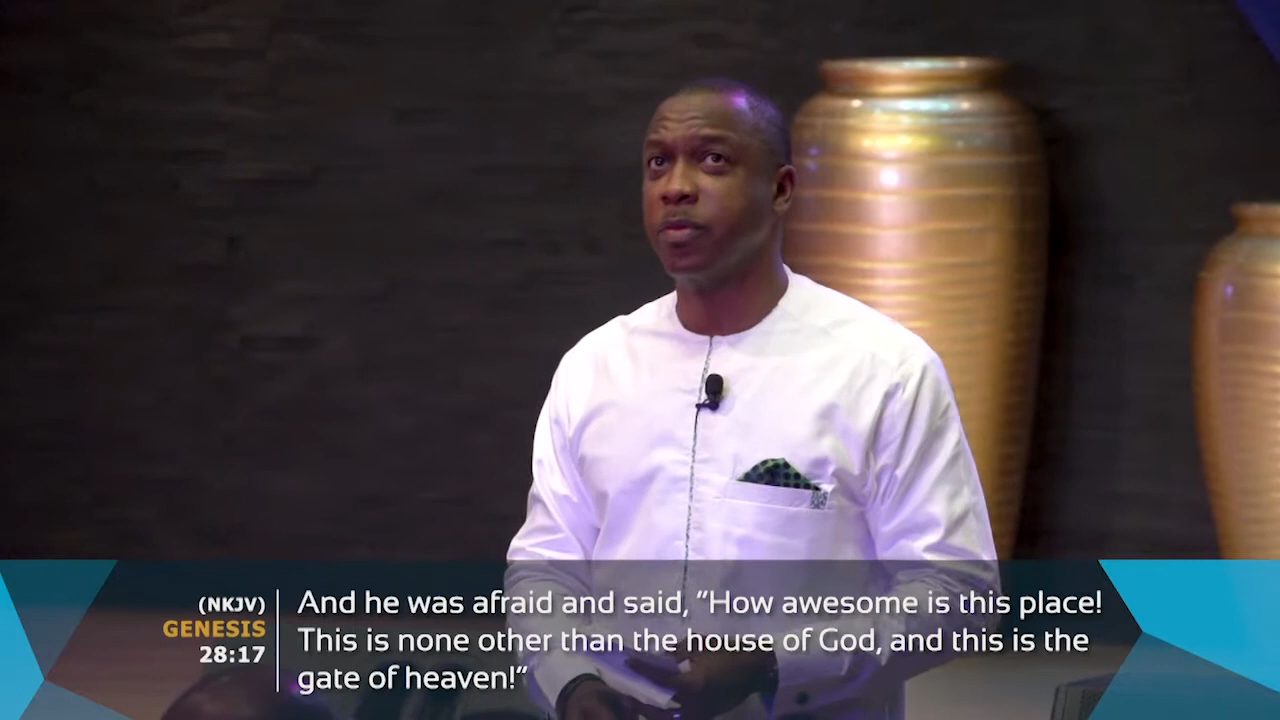 (NKJV)
GENESIS
28:17
And he was afraid and said, “How awesome is this place!
This is none other than the house of God, and this is the
gate of heaven!”